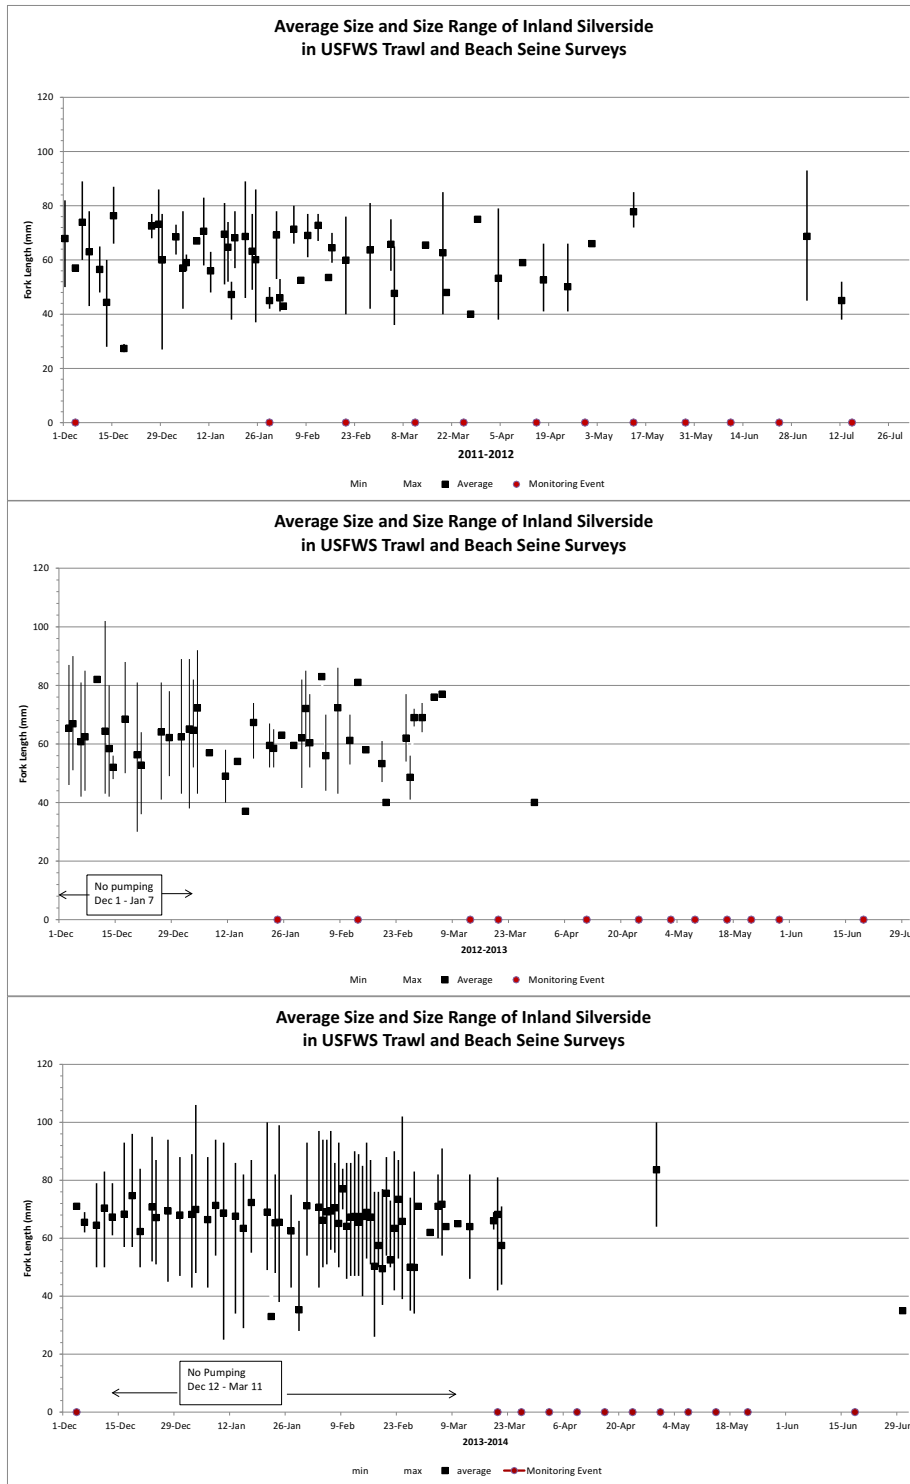 Average Size and Size Range of Inland Silverside
in USFWS Trawl and Beach Seine Surveys
120
100
80
60
40
20
0
Fork Length (mm)
1-Dec 15-Dec 29-Dec 12-Jan 26-Jan 9-Feb 23-Feb 8-Mar 22-Mar 5-Apr 19-Apr 3-May 17-May 31-May 14-Jun 28-Jun 12-Jul 26-Jul
2011-2012
Min Max Average Monitoring Event
Average Size and Size Range of Inland Silverside
in USFWS Trawl and Beach Seine Surveys
120
100
80
60
40
20
0
Fork Length (mm)
No pumping
Dec 1 - Jan 7
1-Dec 15-Dec 29-Dec 12-Jan 26-Jan 9-Feb 23-Feb 9-Mar 23-Mar 6-Apr 20-Apr 4-May 18-May 1-Jun 15-Jun 29-Ju
2012-2013
Min Max Average Monitoring Event
Average Size and Size Range of Inland Silverside
in USFWS Trawl and Beach Seine Surveys
120
100
80
60
40
20
0
Fork Length (mm)
No Pumping
Dec 12 - Mar 11
1-Dec 15-Dec 29-Dec 12-Jan 26-Jan 9-Feb 23-Feb 9-Mar 23-Mar 6-Apr 20-Apr 4-May 18-May 1-Jun 15-Jun 29-Jun
2013-2014
min max average Monitoring Event